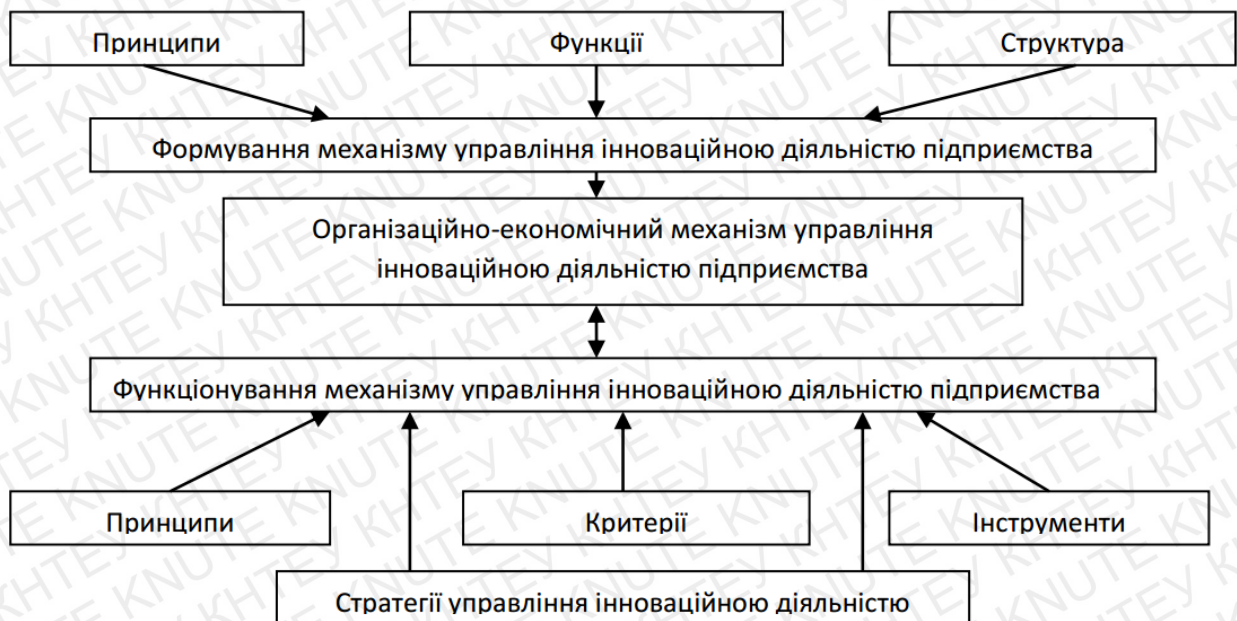 Принципи
Функції
Структура
Формування механізму управління інноваційною діяльністю підприємства
Організаційно-економічний механізм управління
інноваційною діяльністю підприємства
Функціонування механізму управління інноваційною діяльністю підприємства
Принципи
Критерії
Інструменти
Стратегії управління інноваційною діяльністю